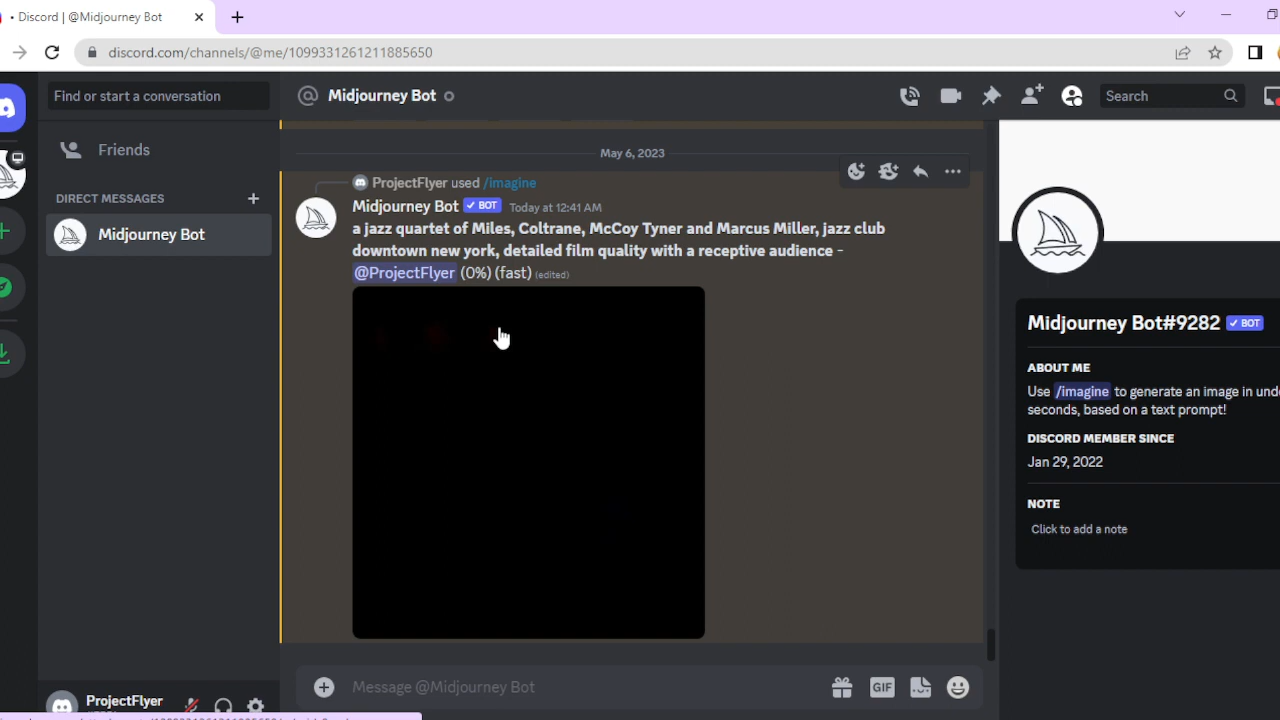 • Discord | @Midjourney Bot
discord.com/channels/@me/1099331261211885650
Find or start a conversation
Midjourney Bot
Search
Friends
DIRECT MESSAGES
Midjourney Bot
May 6, 2023
ProjectFlyer used /imagine
Midjourney Bot ✓ BOT Today at 12:41 AM
a jazz quartet of Miles, Coltrane, McCoy Tyner and Marcus Miller, jazz club
downtown new york, detailed film quality with a receptive audience -
@ProjectFlyer (0%) (fast) (edited)
Message @Midjourney Bot
GIF
ProjectFlyer
Midjourney Bot#9282 ✓ BOT
ABOUT ME
Use /imagine to generate an image in und
seconds, based on a text prompt!
DISCORD MEMBER SINCE
Jan 29, 2022
NOTE
Click to add a note